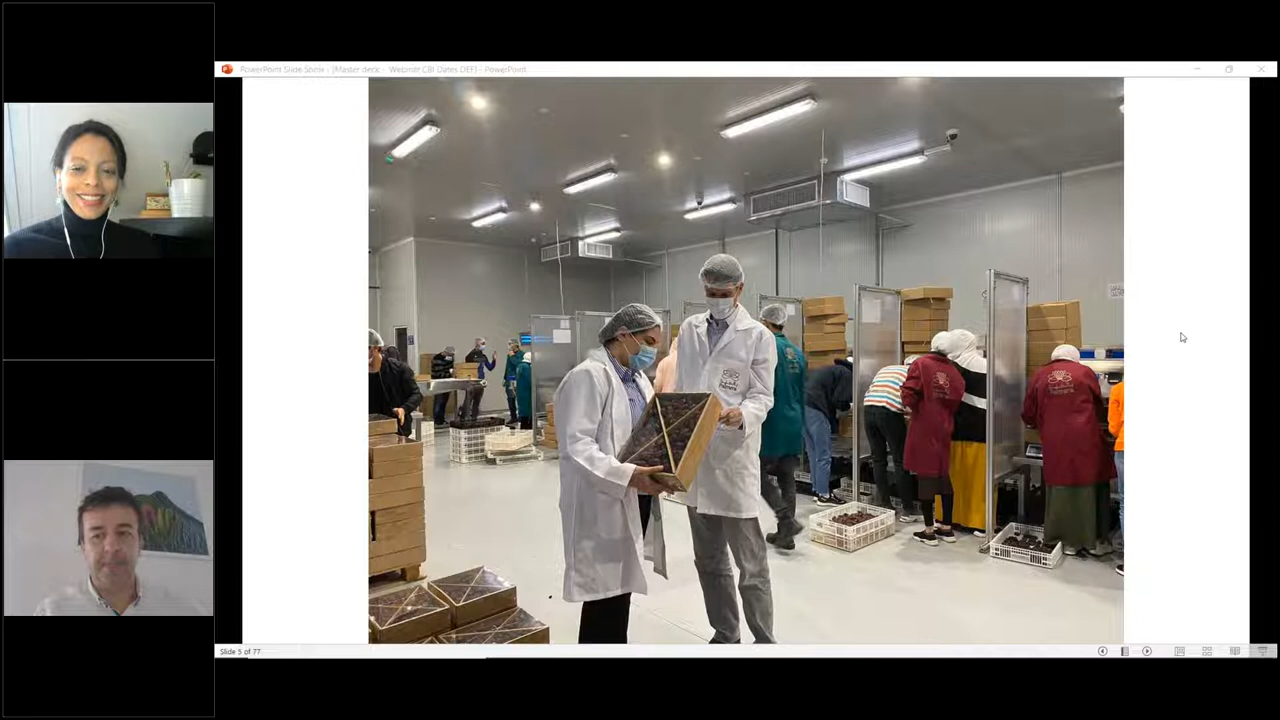 PowerPoint Slide Show - [Master deck - Webinar CBI Dates DEF] - PowerPoint
Slide 5 of 77